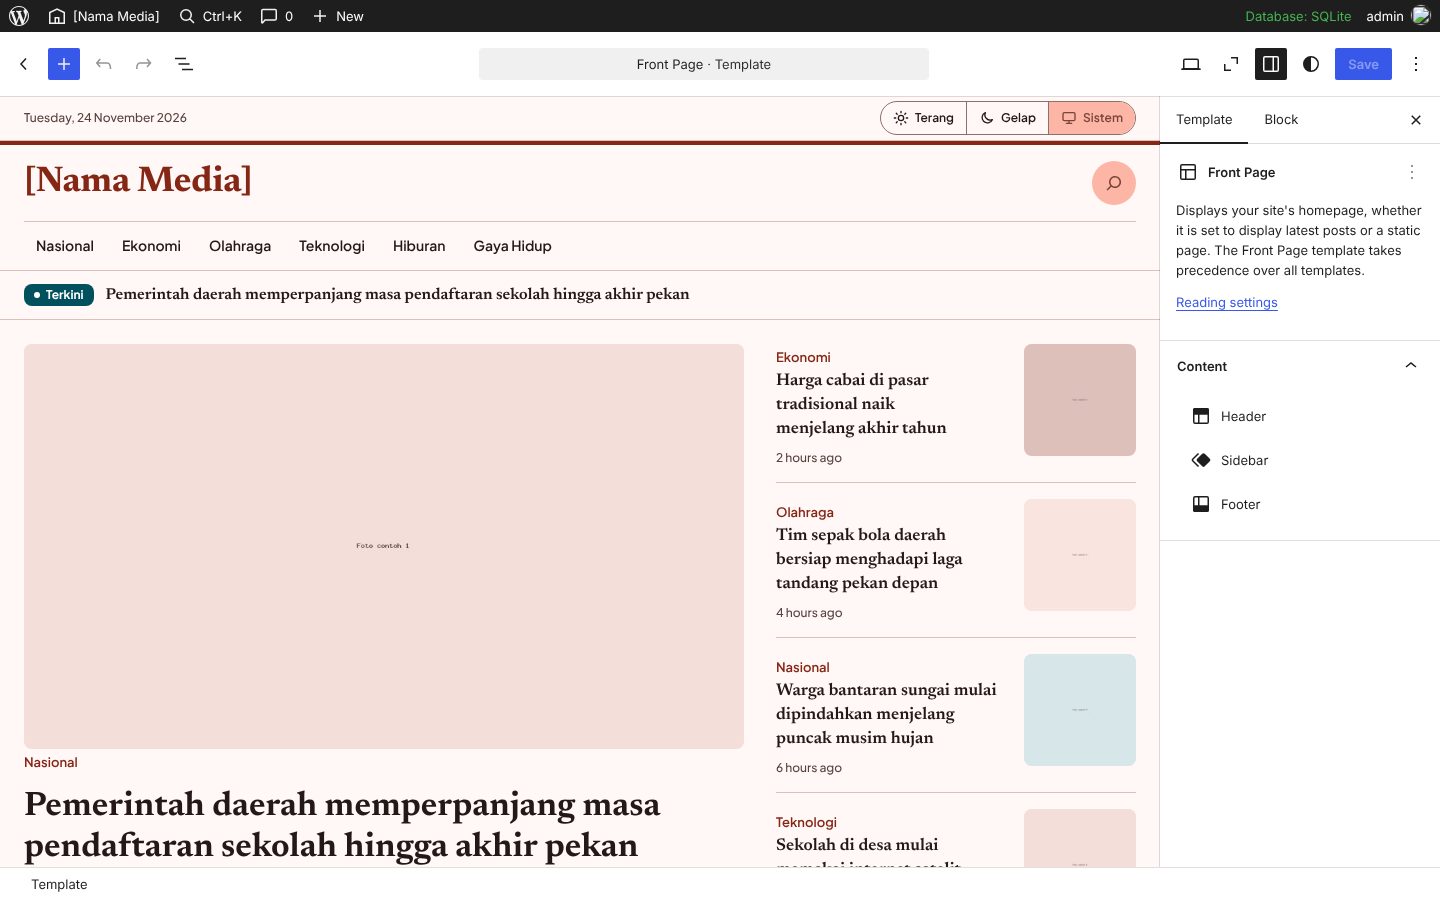 [Nama Media] Ctrl+K 0 New Database: SQLite admin
Front Page · Template Save
Tuesday, 24 November 2026 Terang Gelap Sistem
[Nama Media]
Nasional Ekonomi Olahraga Teknologi Hiburan Gaya Hidup
Terkini Pemerintah daerah memperpanjang masa pendaftaran sekolah hingga akhir pekan
Foto contoh 1
Nasional
Pemerintah daerah memperpanjang masa
pendaftaran sekolah hingga akhir pekan
Ekonomi
Harga cabai di pasar
tradisional naik
menjelang akhir tahun
2 hours ago
Olahraga
Tim sepak bola daerah
bersiap menghadapi laga
tandang pekan depan
4 hours ago
Nasional
Warga bantaran sungai mulai
dipindahkan menjelang
puncak musim hujan
6 hours ago
Teknologi
Sekolah di desa mulai
Template Block
Front Page
Displays your site's homepage, whether
it is set to display latest posts or a static
page. The Front Page template takes
precedence over all templates.
Reading settings
Content
Header
Sidebar
Footer
Template